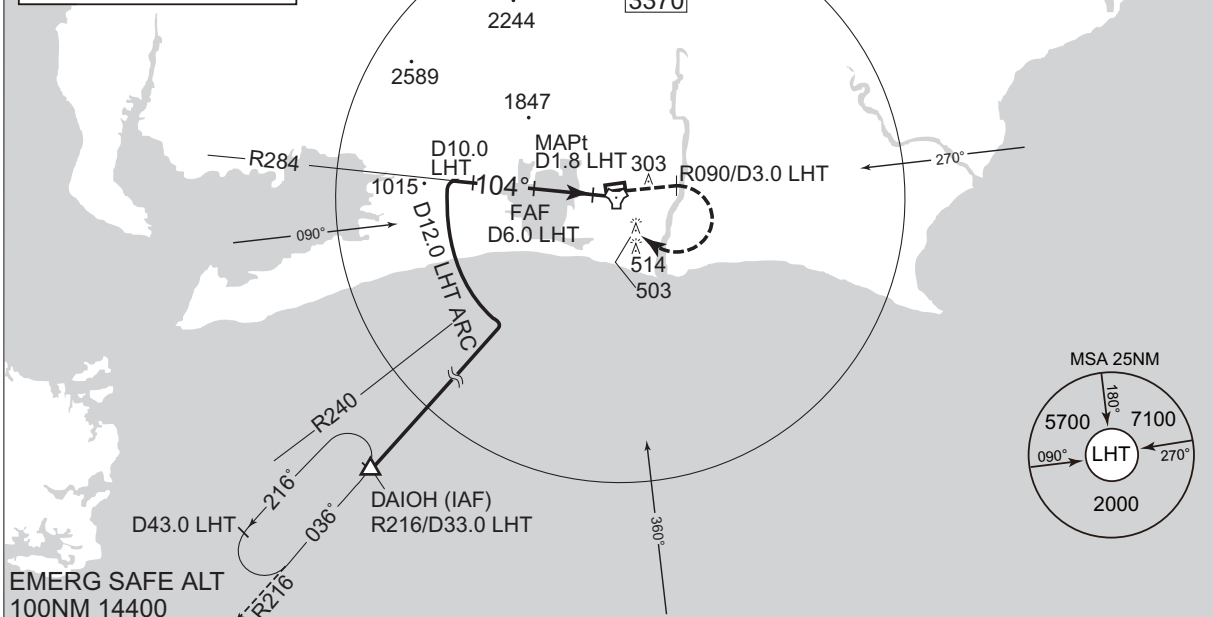 3370
2244
2589
1847
R284
D10.0
LHT
MAPt
D1.8 LHT
303
R090/D3.0 LHT
270°
1015
104°
FAF
D6.0 LHT
090°
D12.0 LHT ARC
514
503
R240
216°
036°
DAIOH (IAF)
R216/D33.0 LHT
D43.0 LHT
R216
360°
EMERG SAFE ALT
100NM 14400
MSA 25NM
180°
5700
7100
090°
LHT
270°
2000